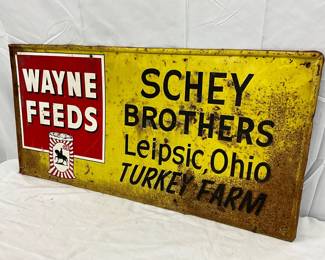 WAYNE
FEEDS
SCHEY
BROTHERS
Leipsic, Ohio
TURKEY FARM